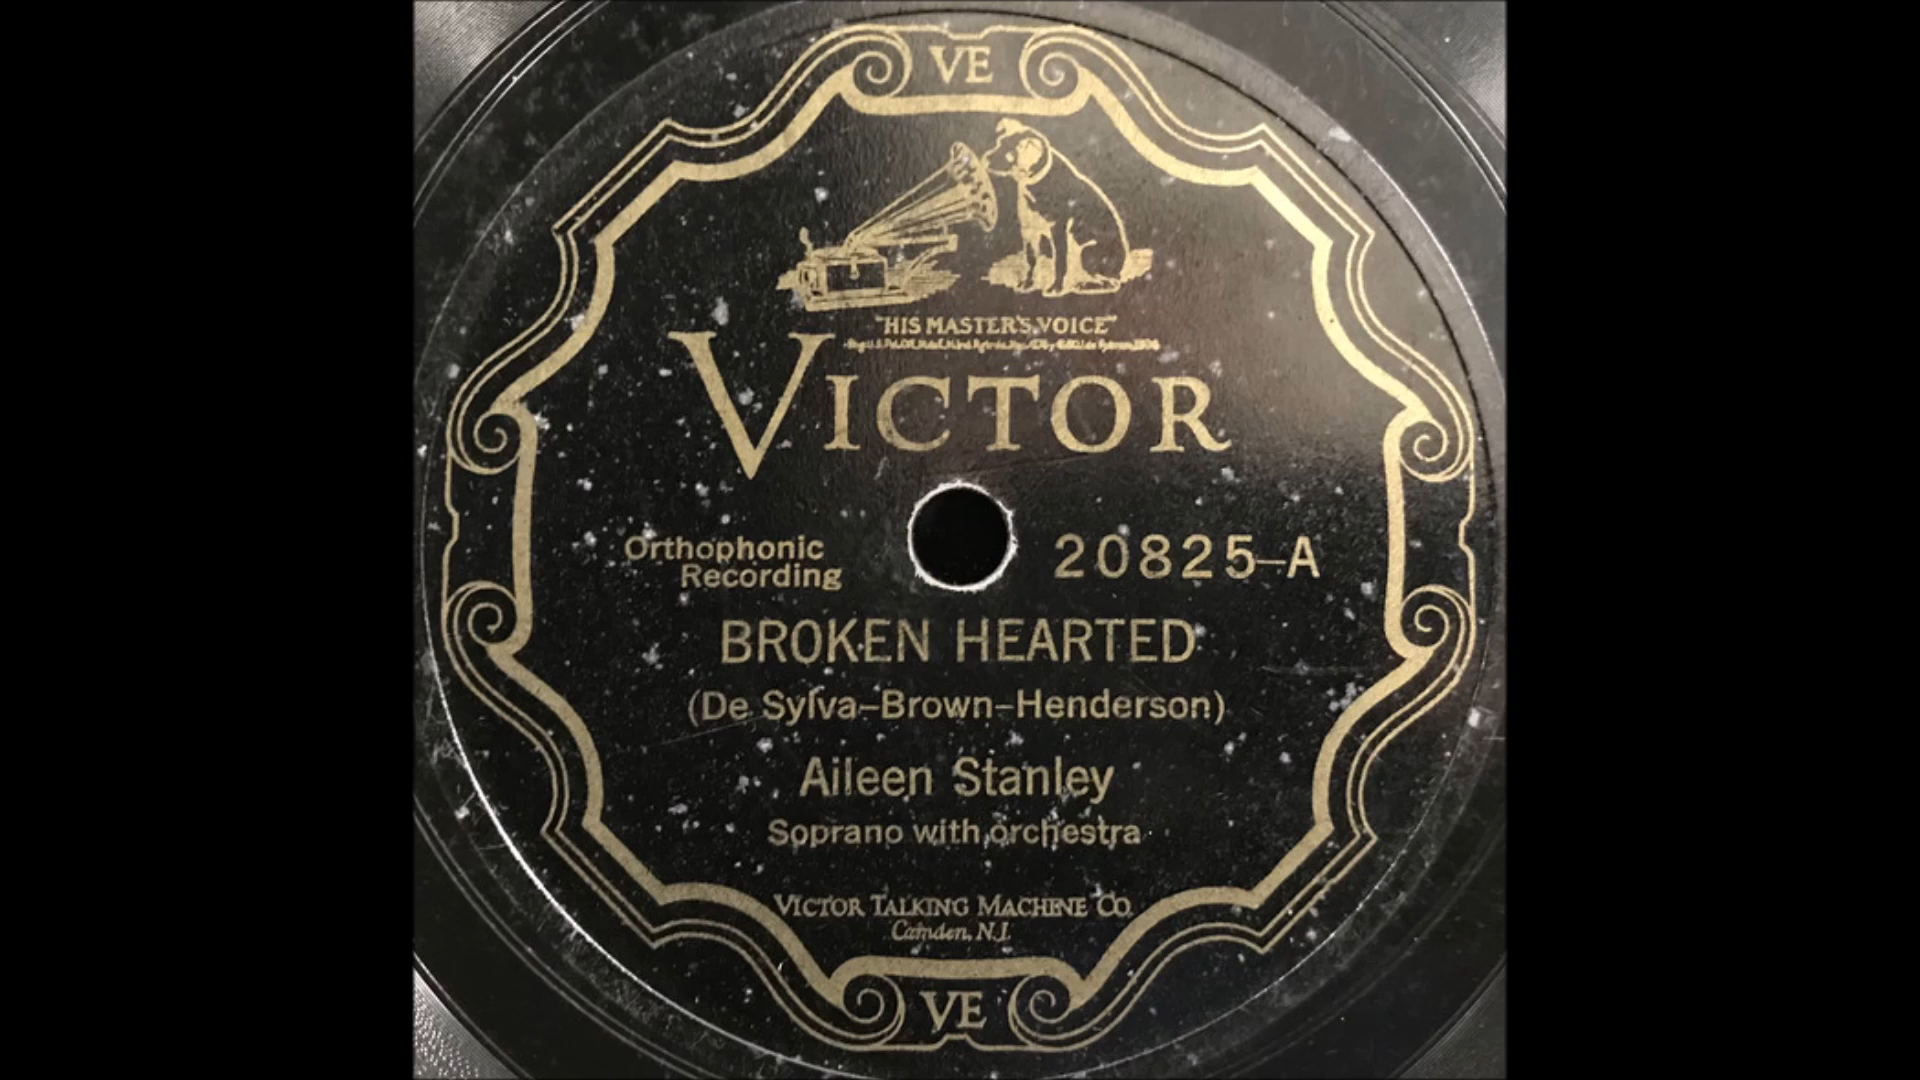 VE
"HIS MASTER'S VOICE"
VICTOR
Orthophonic
Recording
20825-A
BROKEN HEARTED
(De Sylva-Brown-Henderson)
Aileen Stanley
Soprano with orchestra
VICTOR TALKING MACHINE CO.
Camden, N.J.
VE